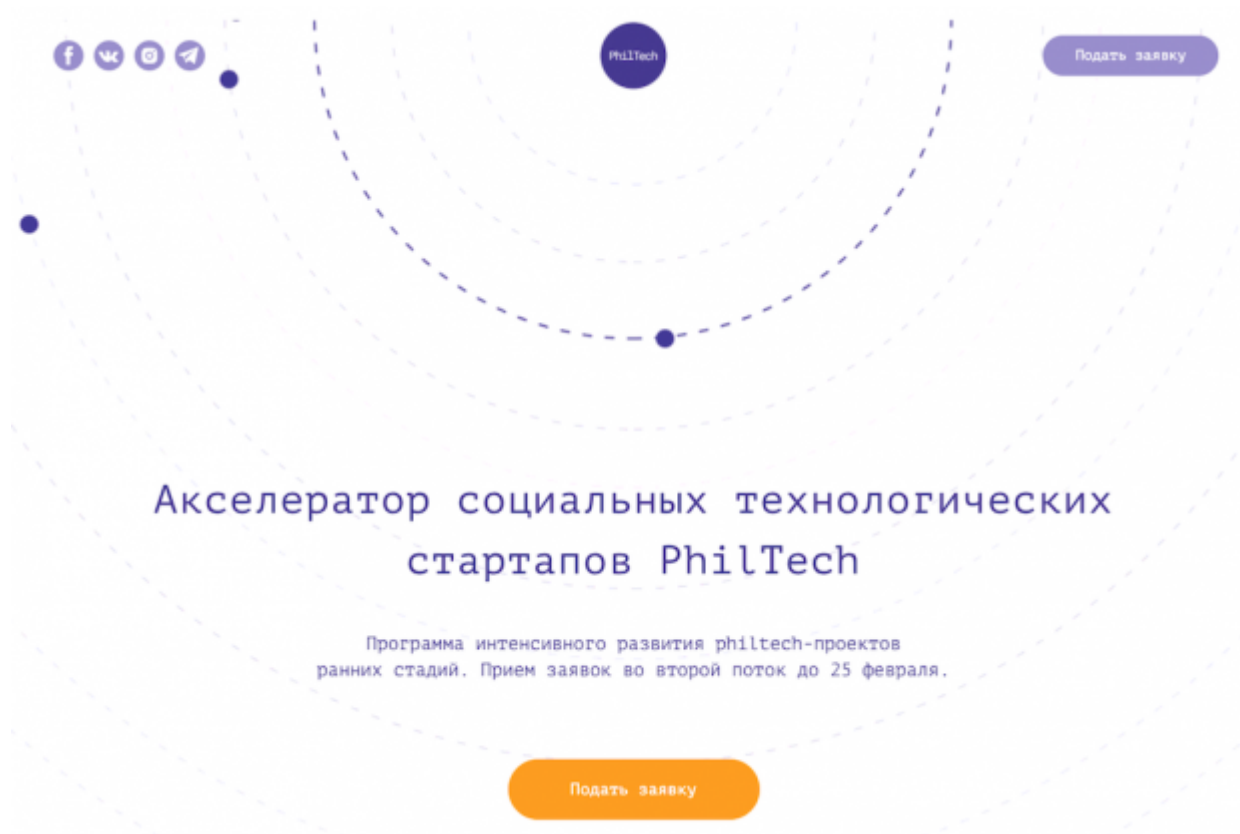 PhilTech
Подать заявку
Акселератор социальных технологических
стартапов PhilTech
Программа интенсивного развития philtech-проектов
ранних стадий. Прием заявок во второй поток до 25 февраля.
Подать заявку